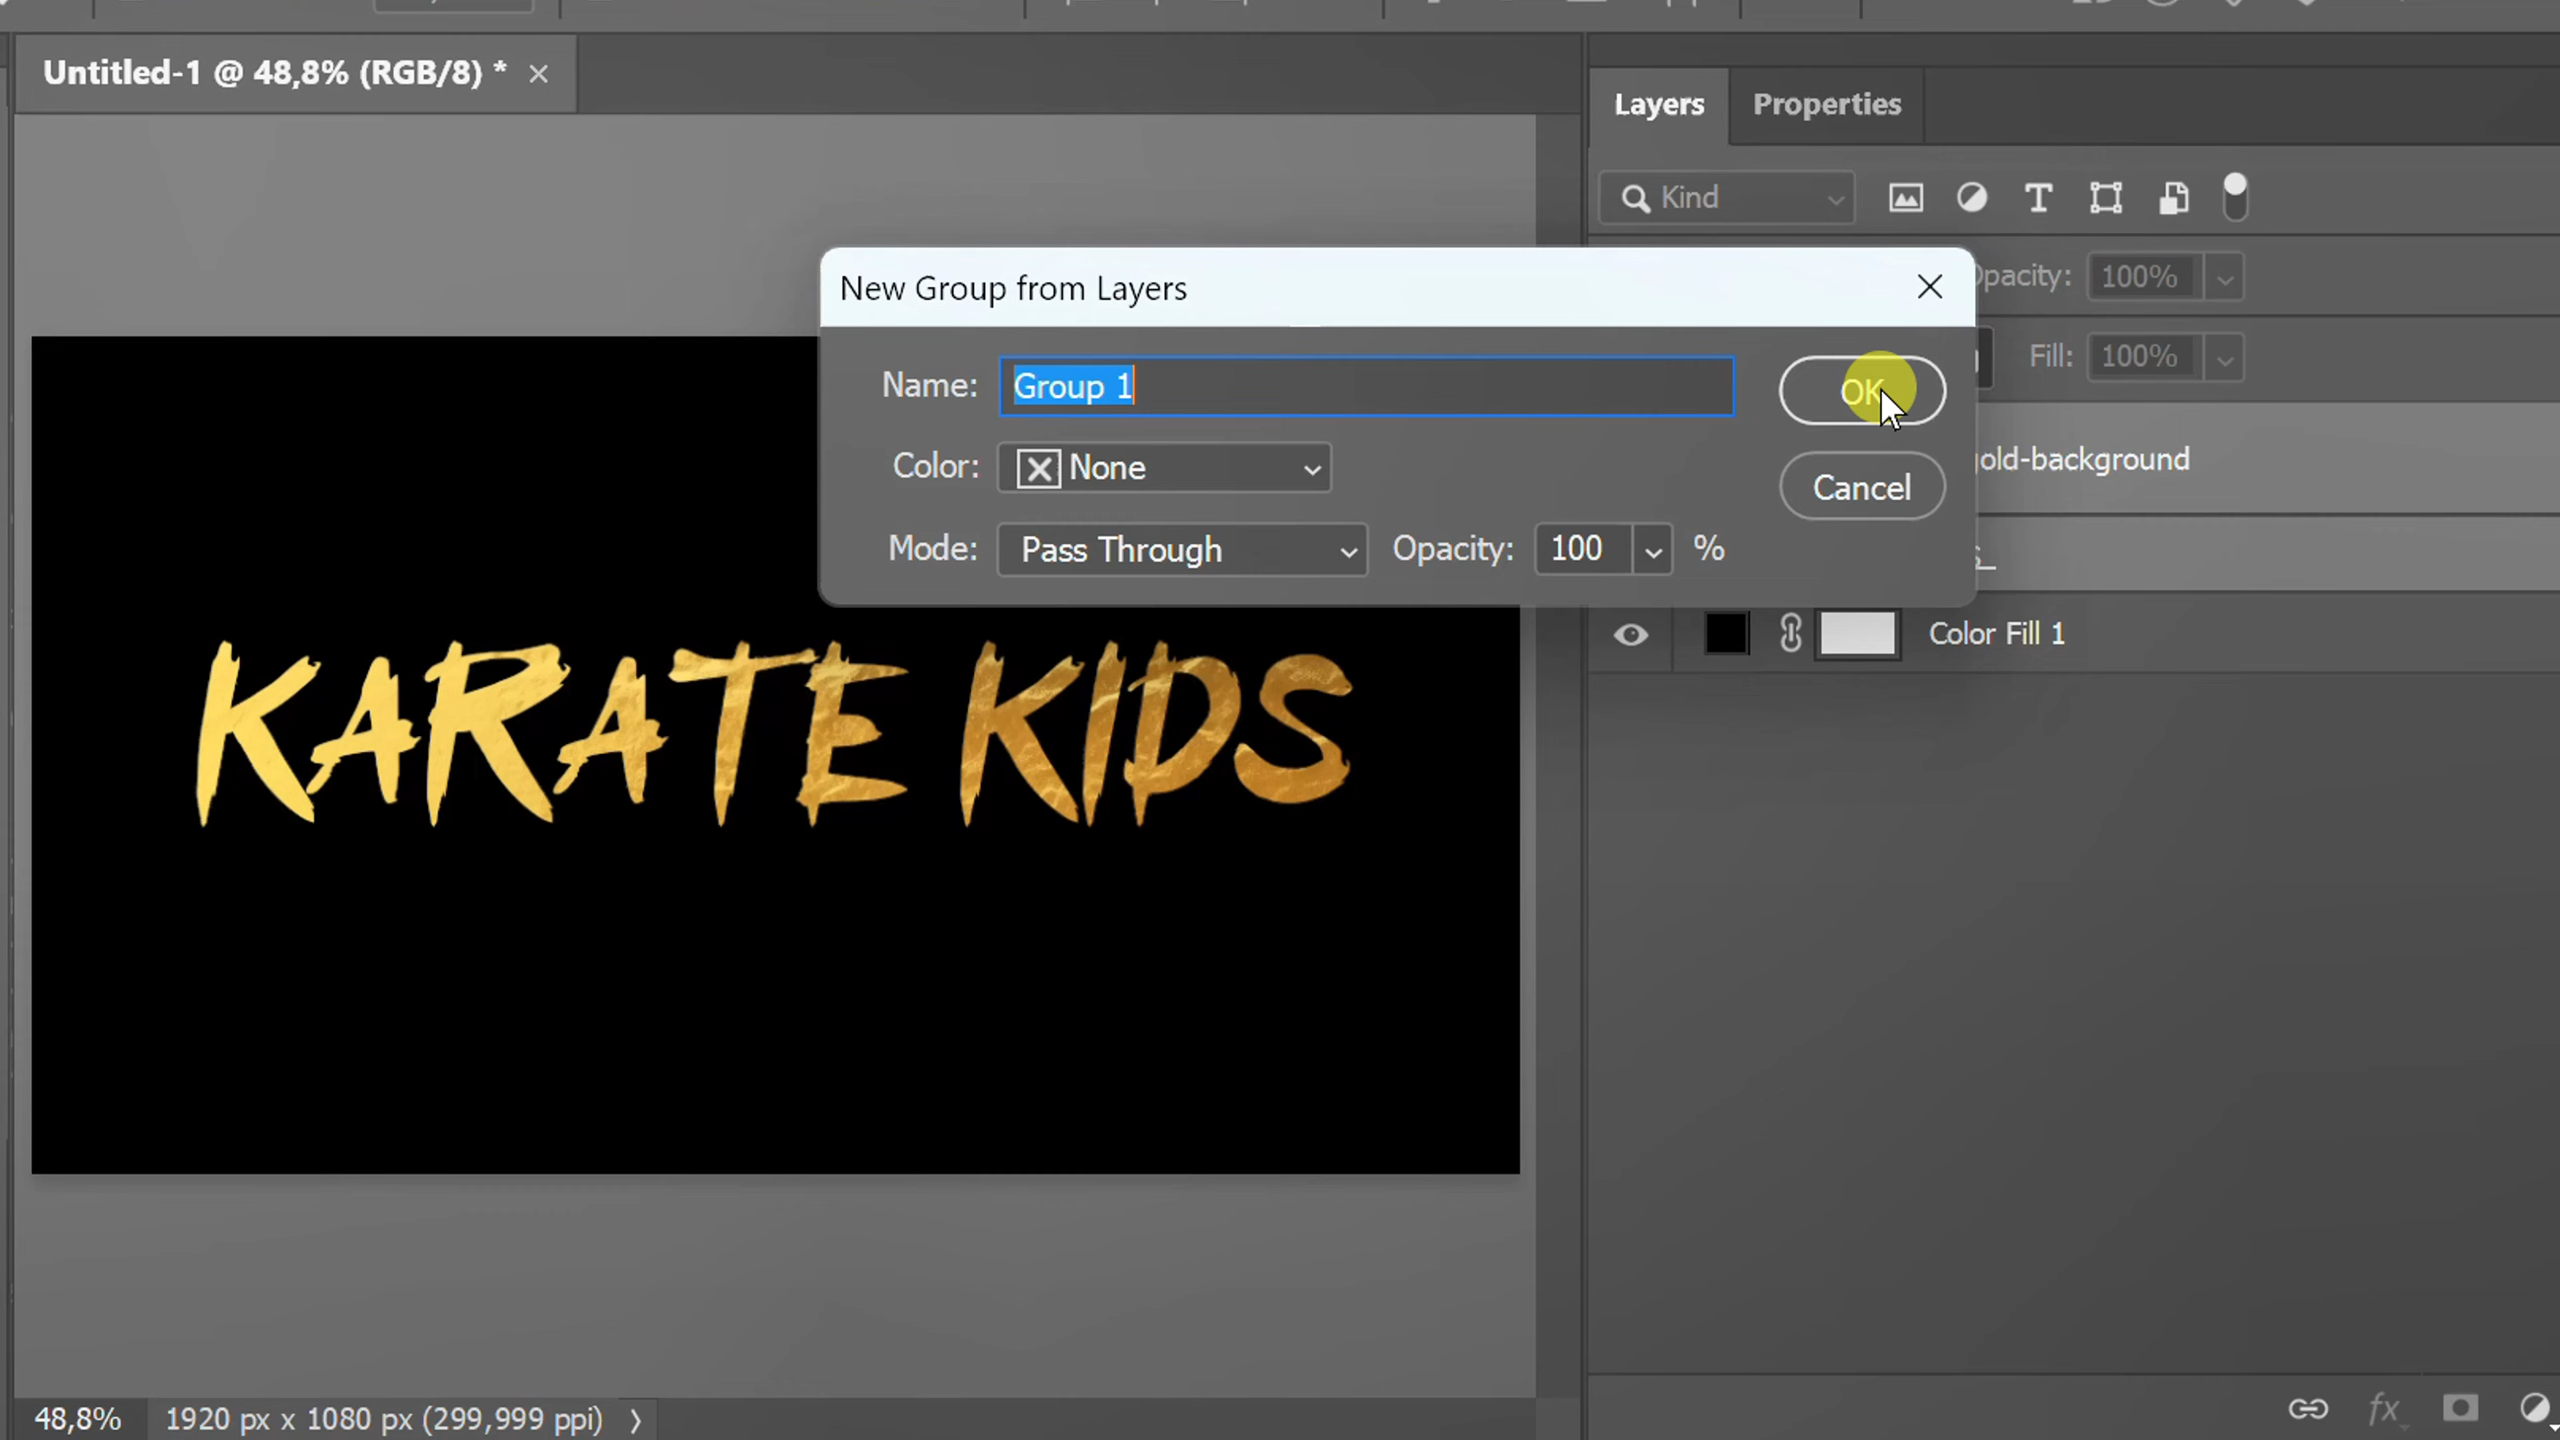 Untitled-1 @ 48,8% (RGB/8) *
Layers
Properties
Kind
Opacity: 100%
Fill: 100%
New Group from Layers
Name: Group 1
OK
Color: None
Cancel
Mode: Pass Through
Opacity: 100 %
gold-background
Color Fill 1
KARATE KIDS
48,8%
1920 px x 1080 px (299,999 ppi)
fx